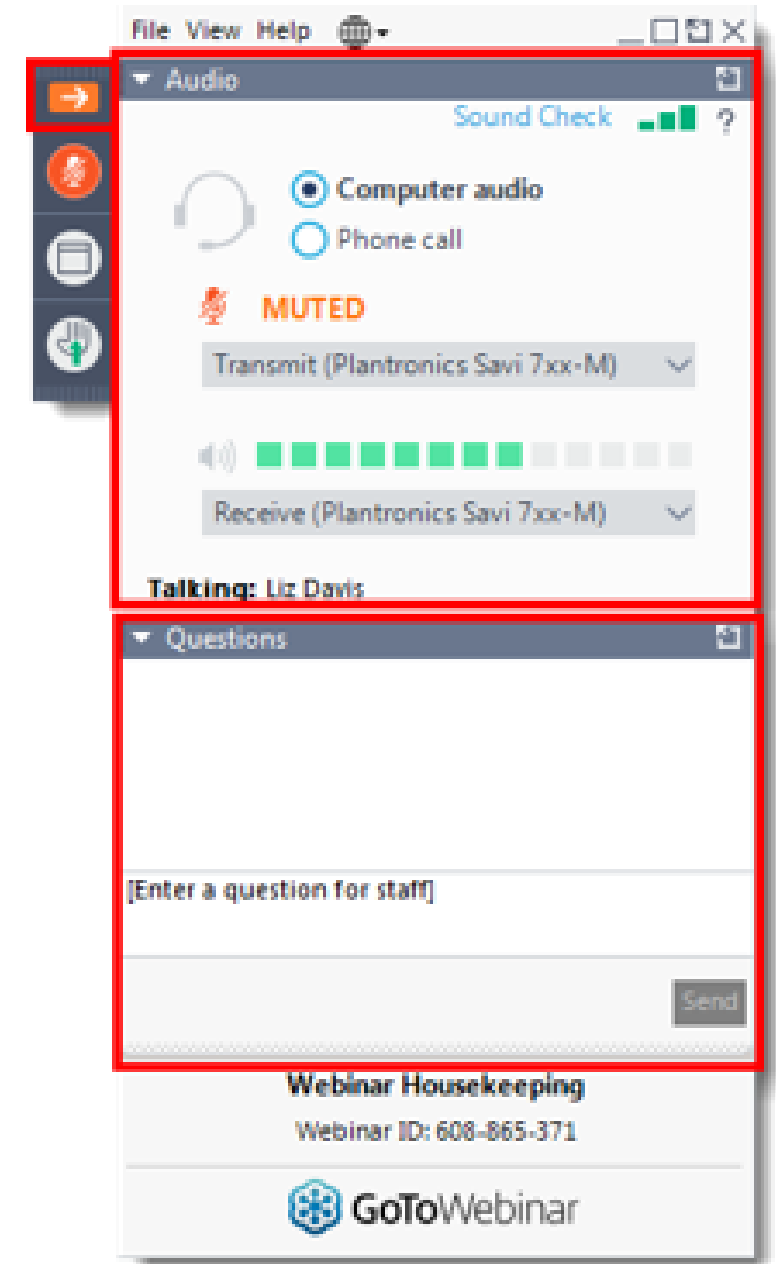 File View Help
Audio
Sound Check ?
Computer audio
Phone call
MUTED
Transmit (Plantronics Savi 7xx-M)
Receive (Plantronics Savi 7xx-M)
Talking: Liz Davis
Questions
[Enter a question for staff]
Send
Webinar Housekeeping
Webinar ID: 608-865-371
GoToWebinar